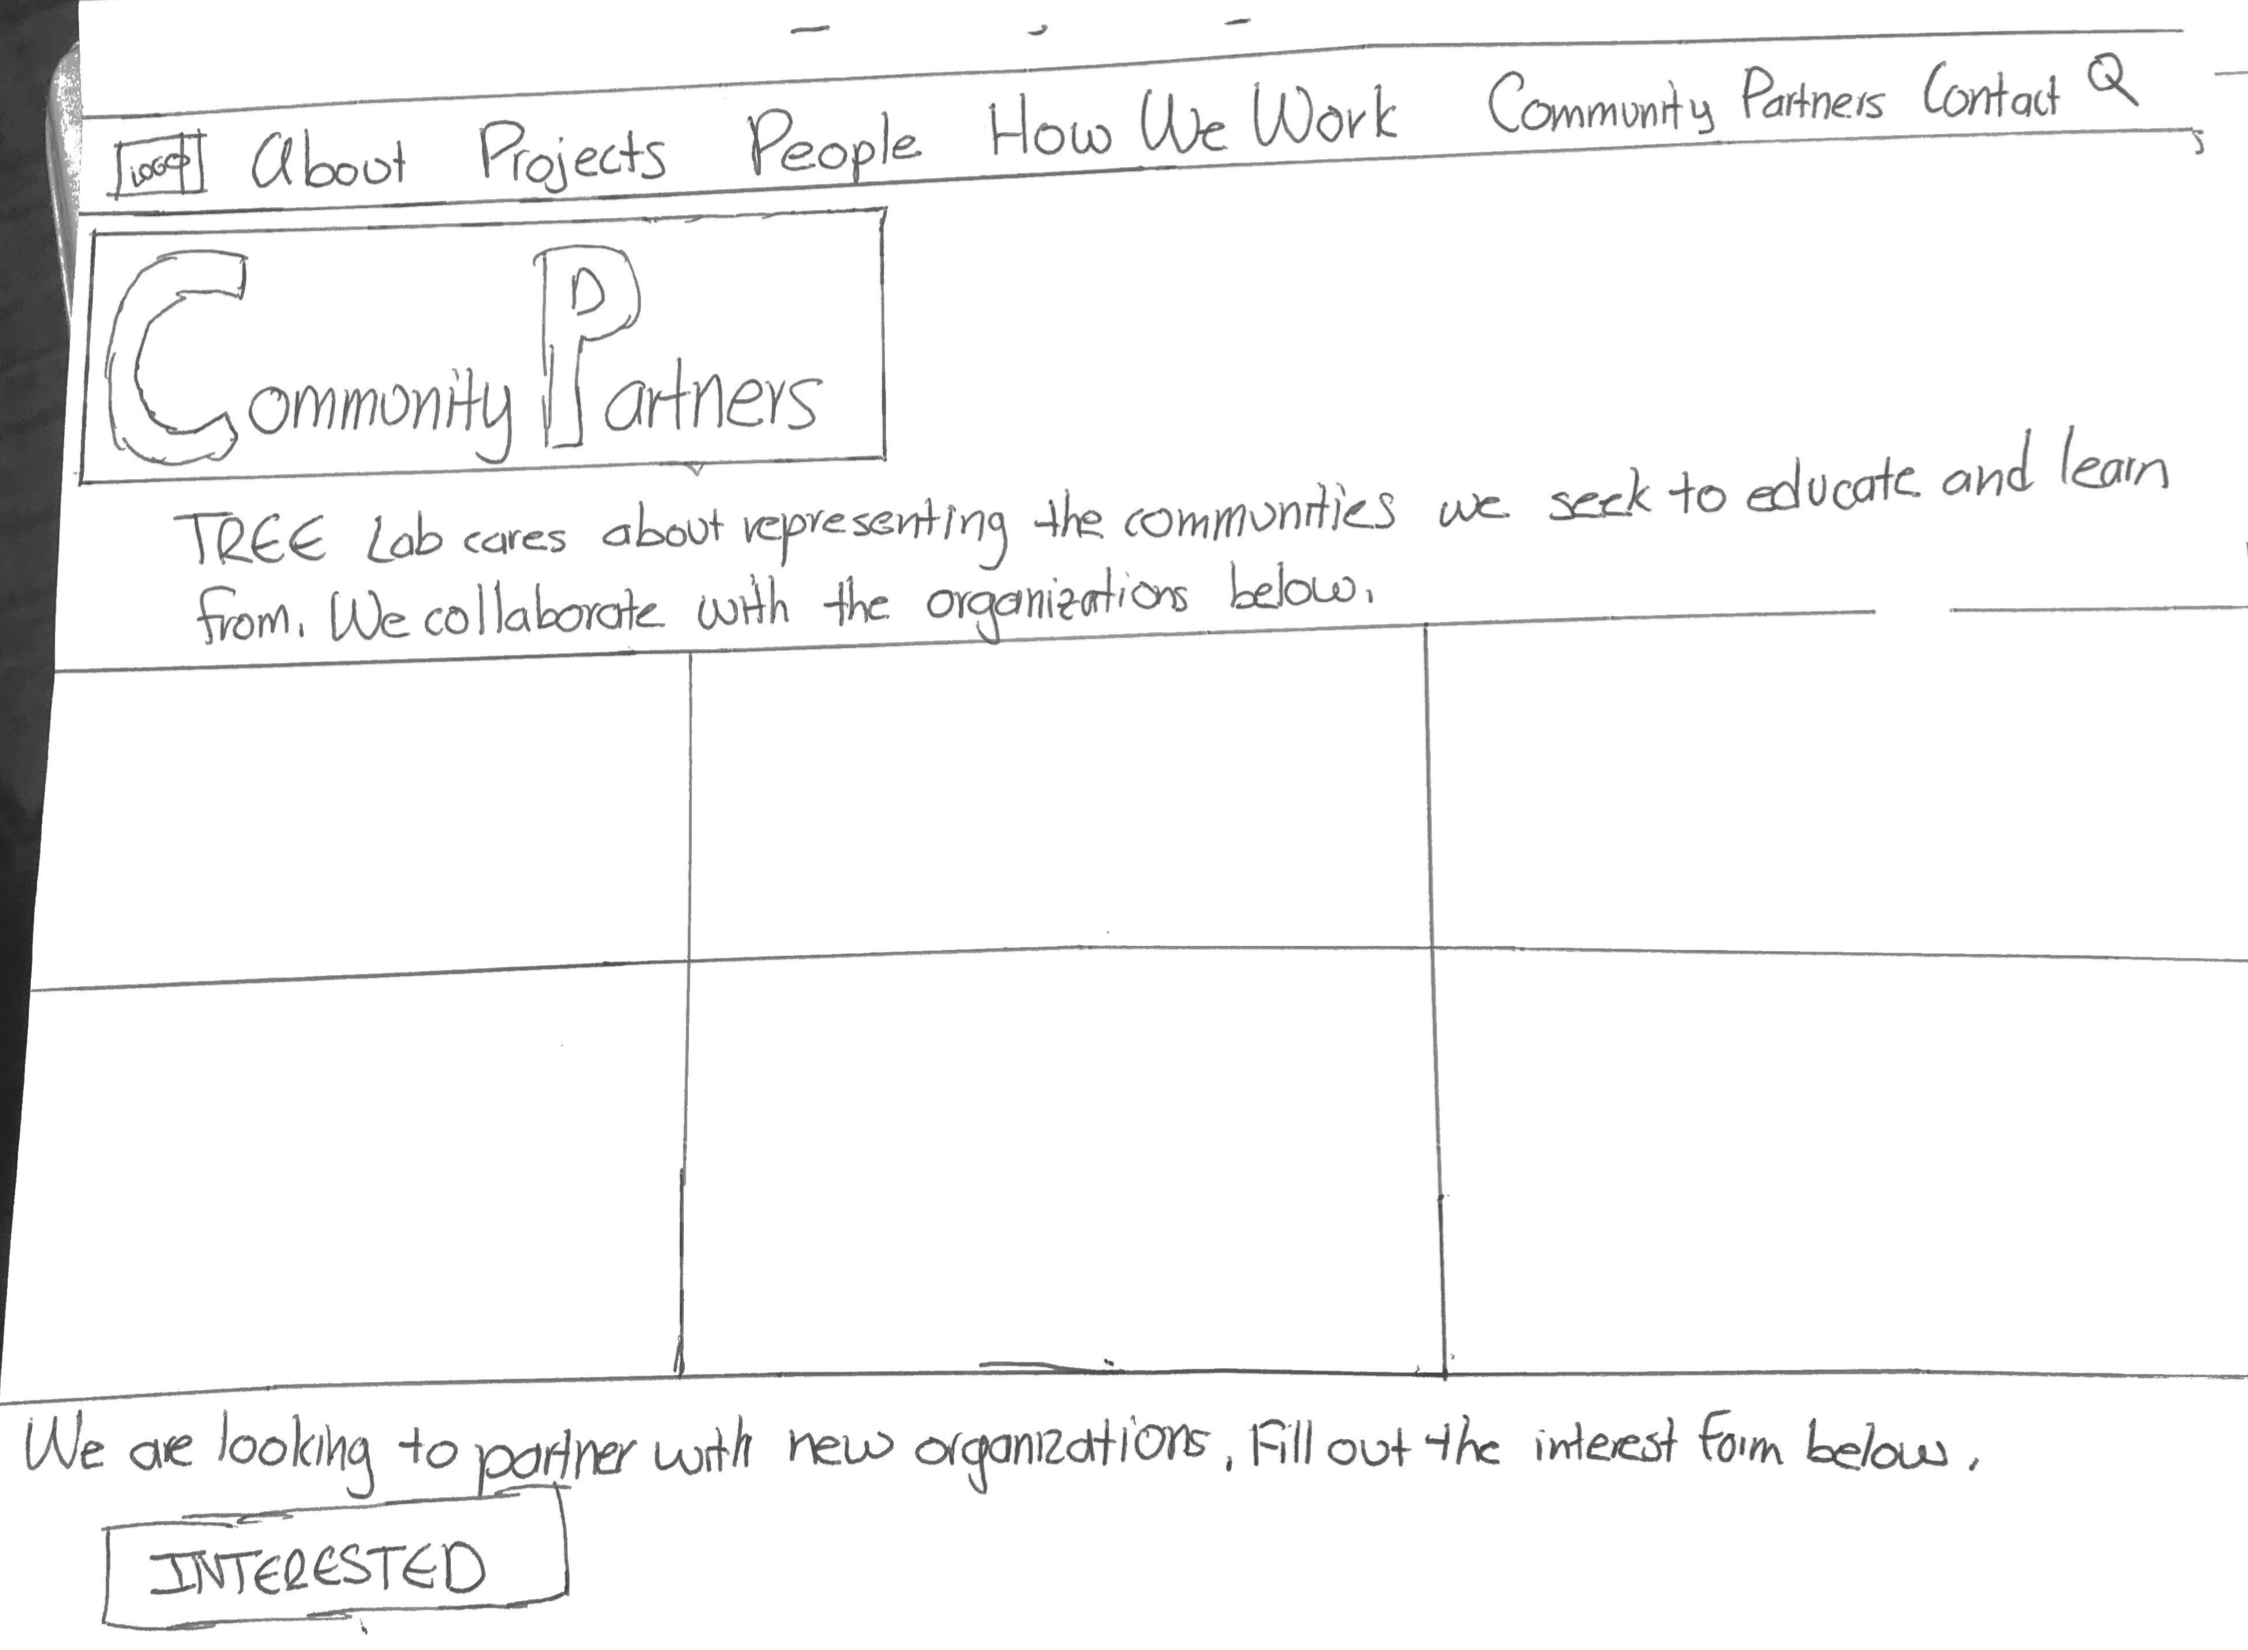 LOGO About Projects People How We Work Community Partners Contact
Community Partners
TREE Lab cares about representing the communities we seek to educate and learn
from. We collaborate with the organizations below.
We are looking to partner with new organizations. Fill out the interest form below.
INTERESTED